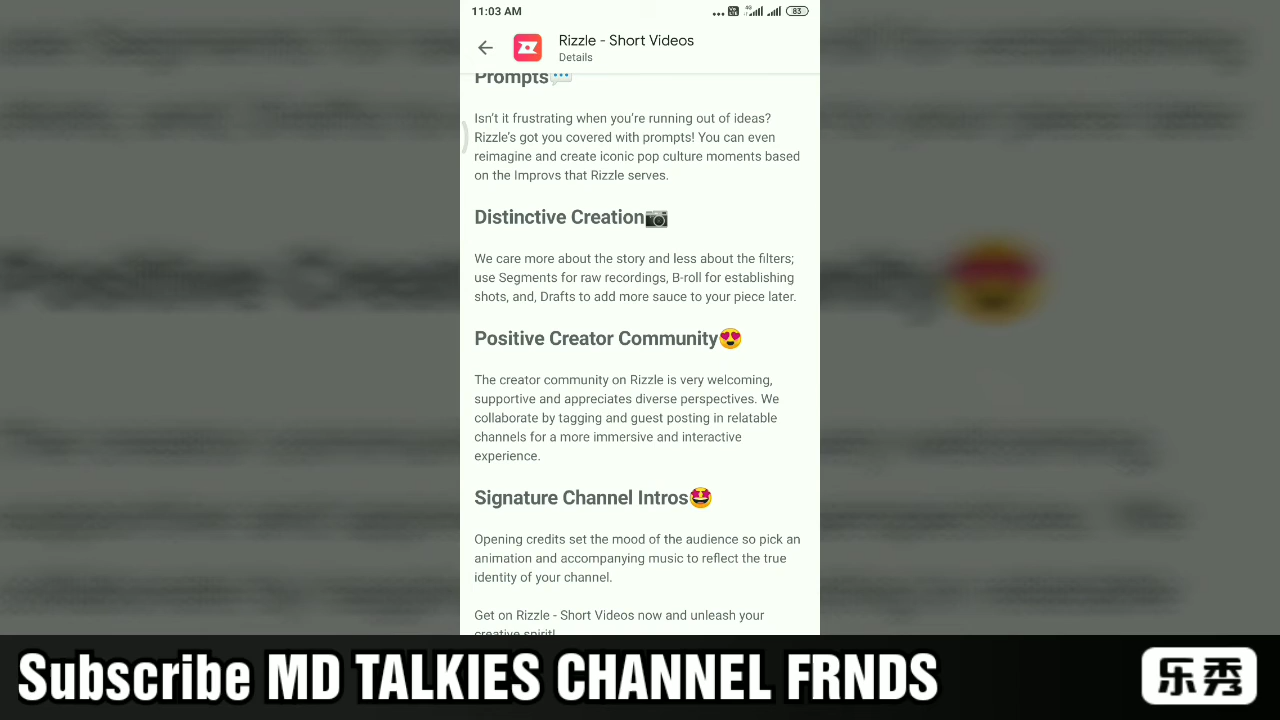 11:03 AM
4G
83
Rizzle - Short Videos
Details
Prompts💬
Isn't it frustrating when you're running out of ideas?
Rizzle's got you covered with prompts! You can even
reimagine and create iconic pop culture moments based
on the Improvs that Rizzle serves.
Distinctive Creation📷
We care more about the story and less about the filters;
use Segments for raw recordings, B-roll for establishing
shots, and, Drafts to add more sauce to your piece later.
Positive Creator Community😍
The creator community on Rizzle is very welcoming,
supportive and appreciates diverse perspectives. We
collaborate by tagging and guest posting in relatable
channels for a more immersive and interactive
experience.
Signature Channel Intros🤩
Opening credits set the mood of the audience so pick an
animation and accompanying music to reflect the true
identity of your channel.
Get on Rizzle - Short Videos now and unleash your
creative spirit!
Subscribe MD TALKIES CHANNEL FRNDS
乐秀